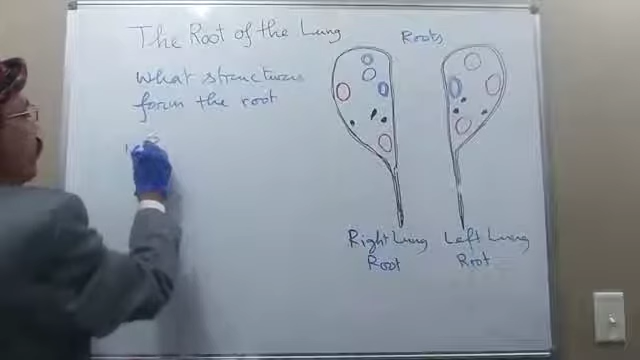 The Root of the Lung
Roots
what structures
form the root
Right Lung
Root
Left Lung
Root